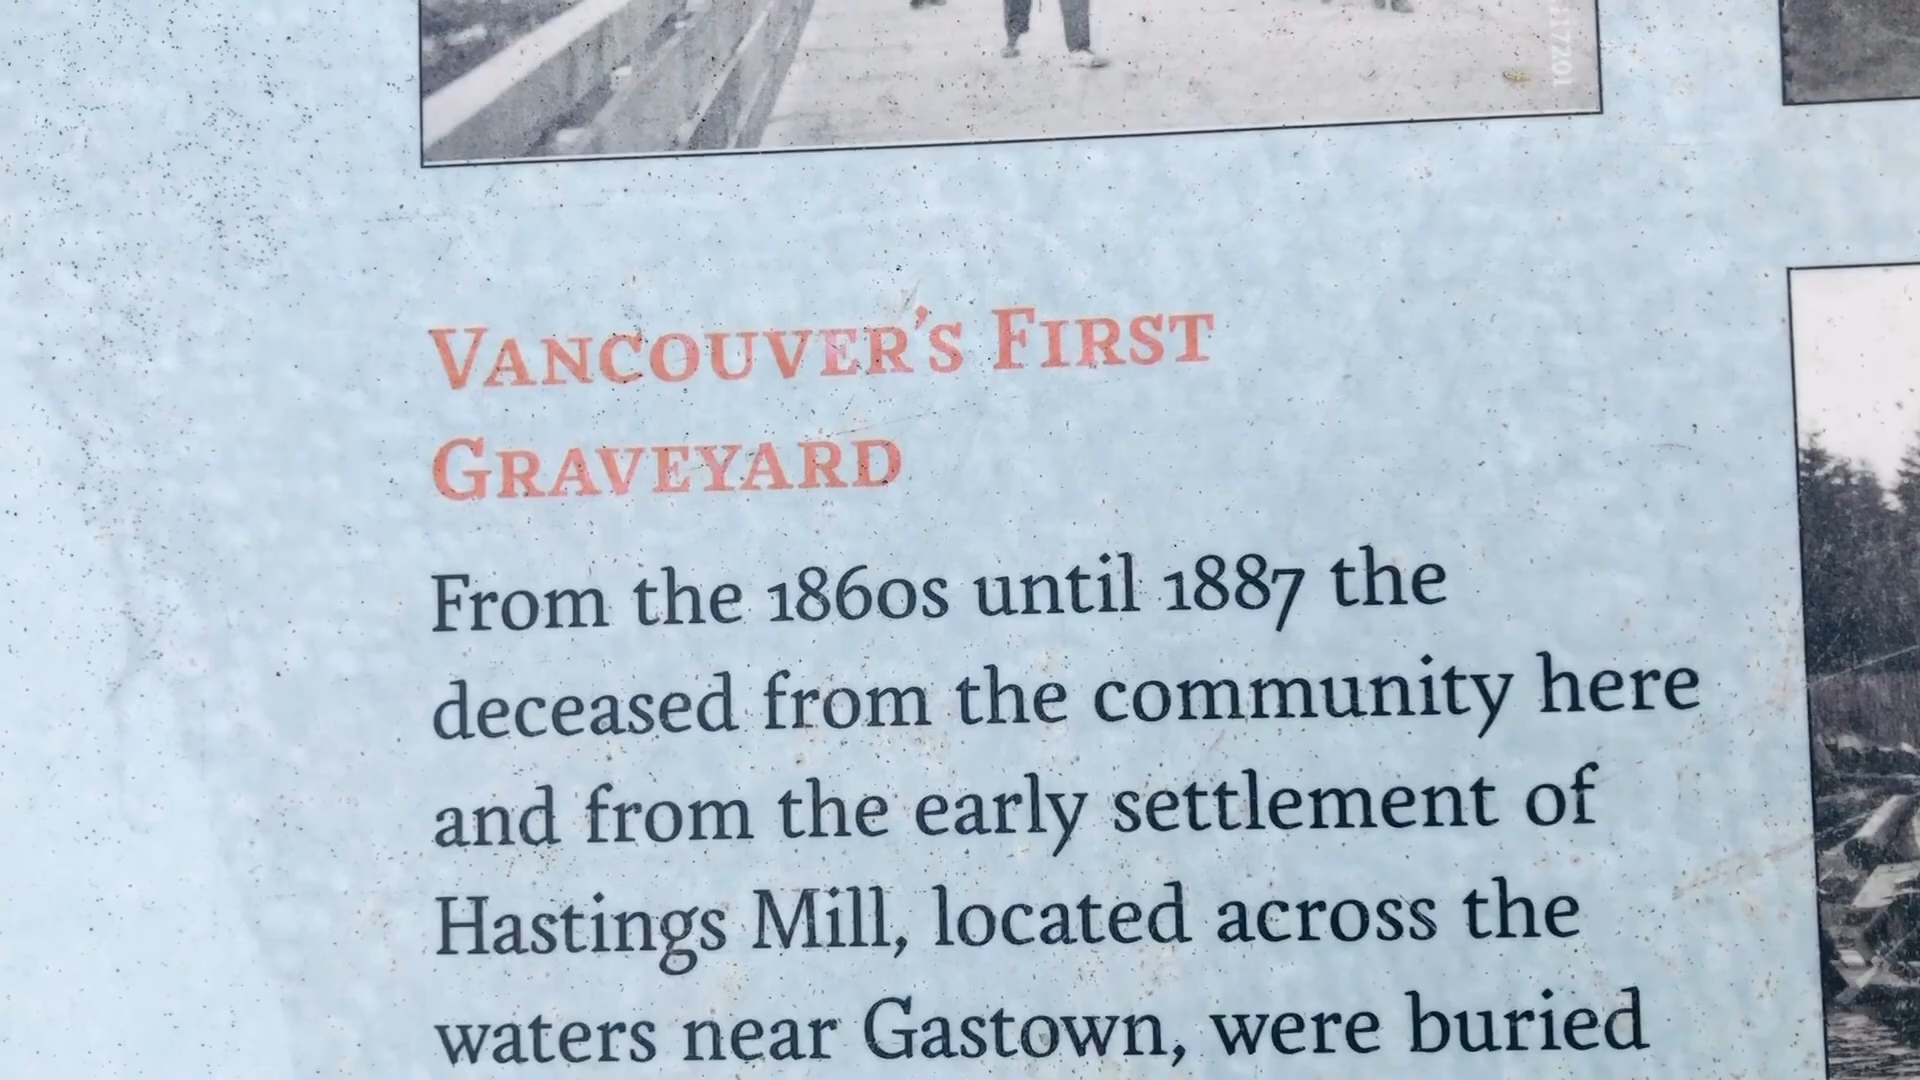 H17201
VANCOUVER'S FIRST
GRAVEYARD
From the 1860s until 1887 the
deceased from the community here
and from the early settlement of
Hastings Mill, located across the
waters near Gastown, were buried